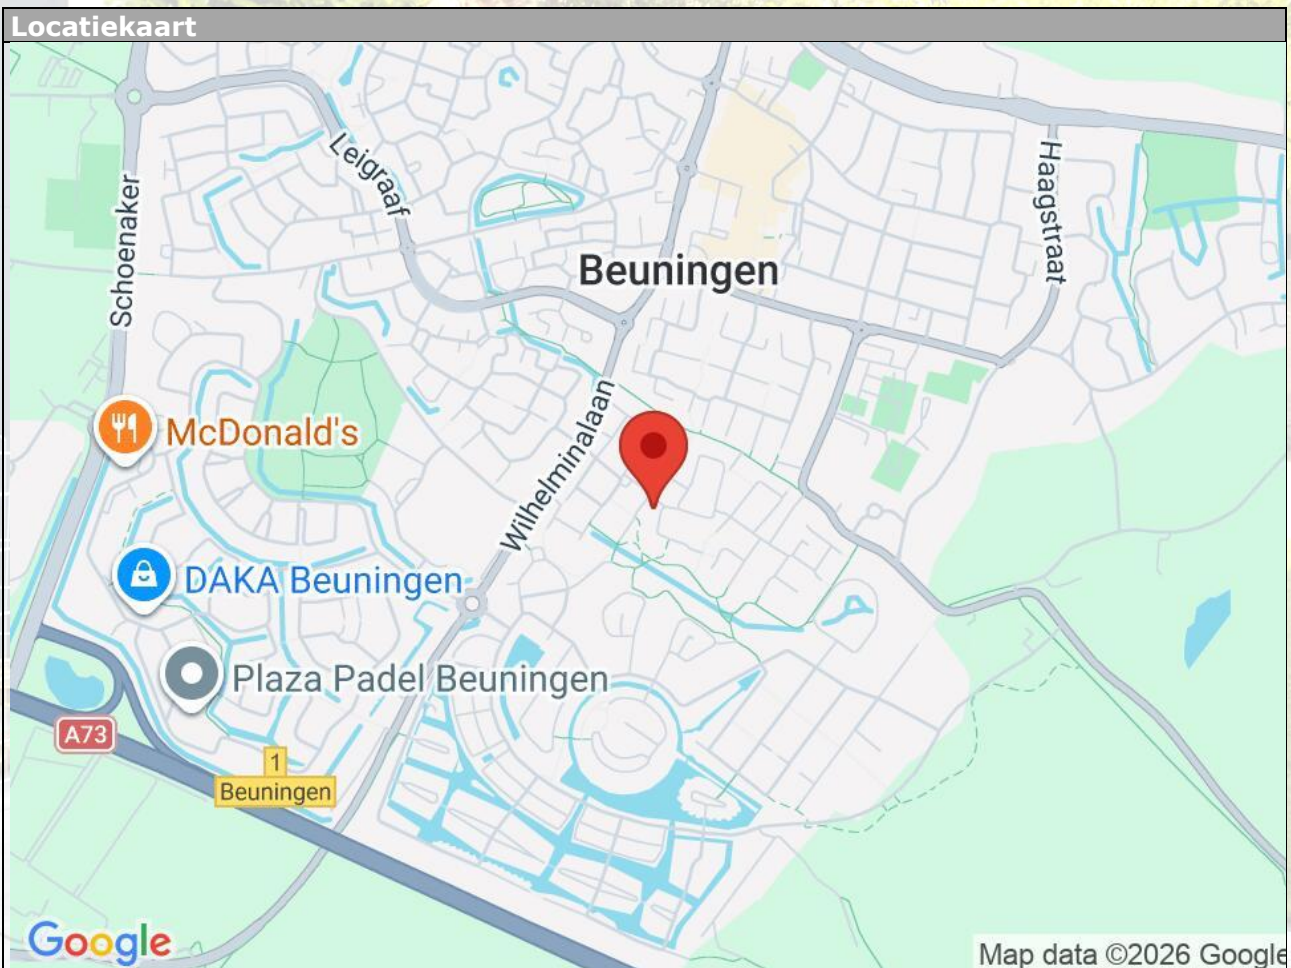 Locatiekaart
Leigraaf
Haagstraat
Schoenaker
Beuningen
Wilhelminalaan
McDonald's
DAKA Beuningen
Plaza Padel Beuningen
A73
1
Beuningen
Google
Map data ©2026 Google